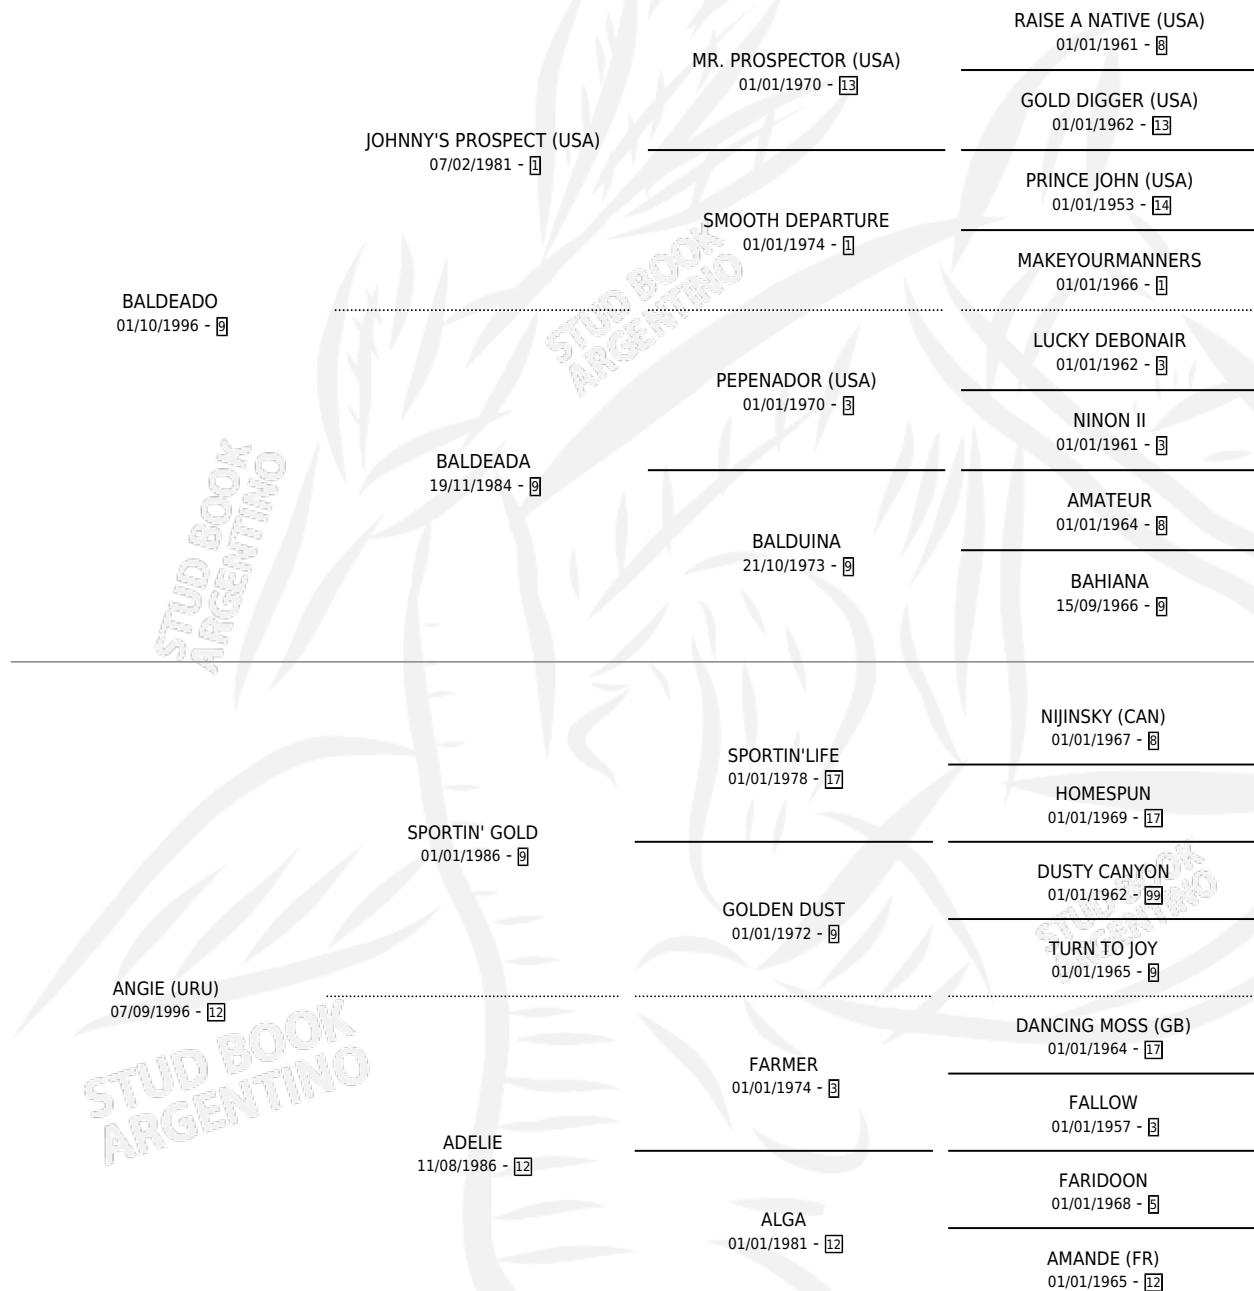 RAISE A NATIVE (USA)
01/01/1961 - 8
MR. PROSPECTOR (USA)
01/01/1970 - 13
GOLD DIGGER (USA)
01/01/1962 - 13
JOHNNY'S PROSPECT (USA)
07/02/1981 - 1
PRINCE JOHN (USA)
01/01/1953 - 14
SMOOTH DEPARTURE
01/01/1974 - 1
MAKEYOURMANNERS
01/01/1966 - 1
BALDEADO
01/10/1996 - 9
LUCKY DEBONAIR
01/01/1962 - 3
PEPENADOR (USA)
01/01/1970 - 3
NINON II
01/01/1961 - 3
BALDEADA
19/11/1984 - 9
AMATEUR
01/01/1964 - 8
BALDUINA
21/10/1973 - 9
BAHIANA
15/09/1966 - 9
NIJINSKY (CAN)
01/01/1967 - 8
SPORTIN'LIFE
01/01/1978 - 17
HOMESPUN
01/01/1969 - 17
SPORTIN' GOLD
01/01/1986 - 9
DUSTY CANYON
01/01/1962 - 99
GOLDEN DUST
01/01/1972 - 9
TURN TO JOY
01/01/1965 - 9
ANGIE (URU)
07/09/1996 - 12
DANCING MOSS (GB)
01/01/1964 - 17
FARMER
01/01/1974 - 3
FALLOW
01/01/1957 - 3
ADELIE
11/08/1986 - 12
FARIDOON
01/01/1968 - 5
ALGA
01/01/1981 - 12
AMANDE (FR)
01/01/1965 - 12
STUD BOOK
ARGENTINO
STUD BOOK
ARGENTINO
STUD BOOK
ARGENTINO
STUD BOOK
ARGENTINO